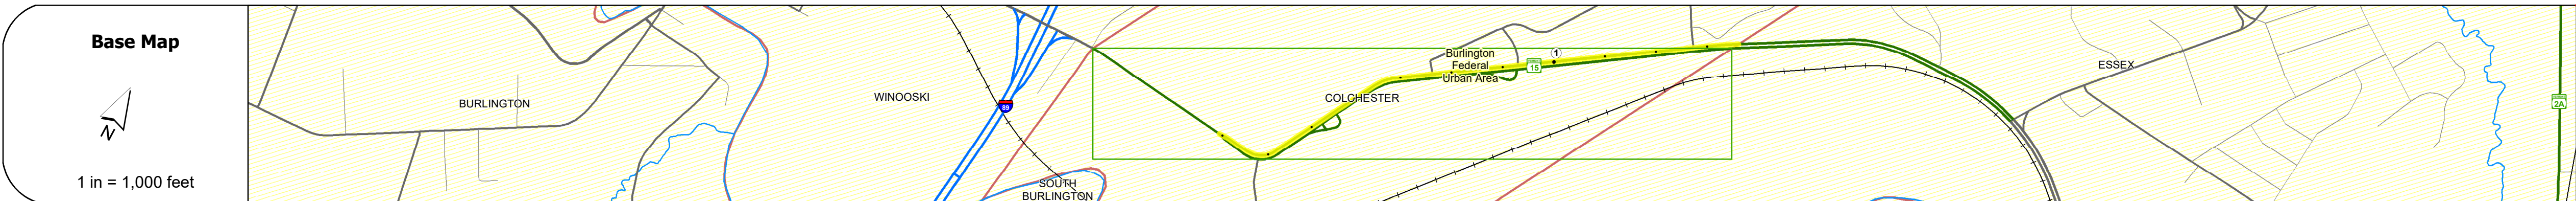 Base Map
N
1 in = 1,000 feet
BURLINGTON
WINOOSKI
89
SOUTH
BURLINGTON
COLCHESTER
Burlington
Federal
Urban Area
15
1
ESSEX
2A